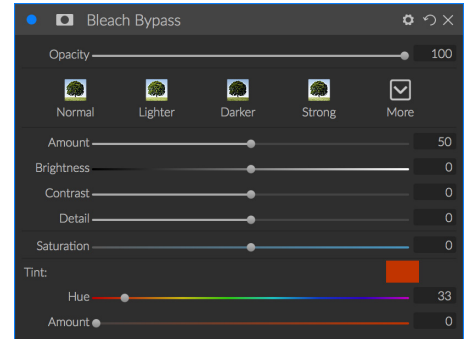 Bleach Bypass
Opacity 100
Normal Lighter Darker Strong More
Amount 50
Brightness 0
Contrast 0
Detail 0
Saturation 0
Tint:
Hue 33
Amount 0